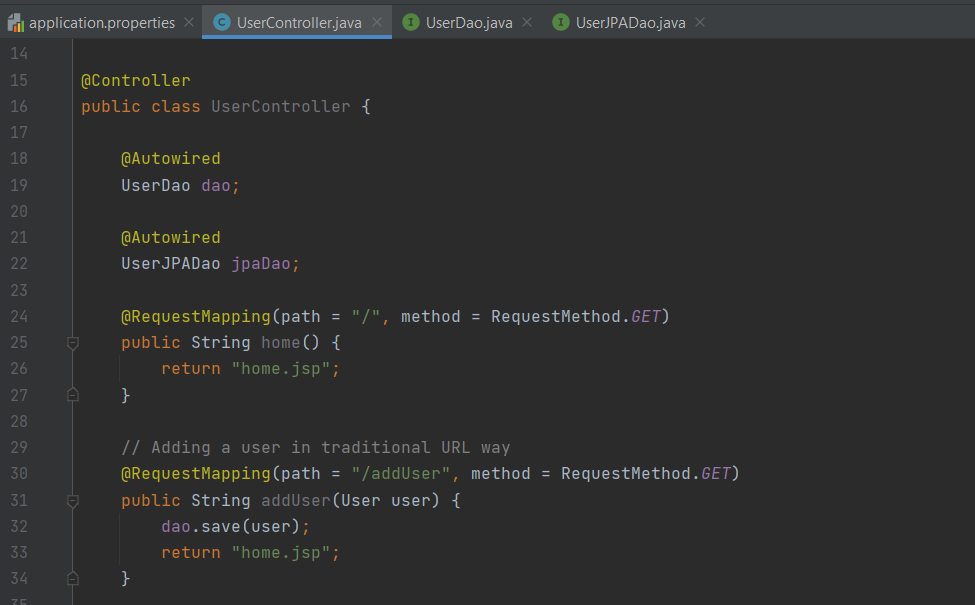 application.properties UserController.java UserDao.java UserJPADao.java
14
15 @Controller
16 public class UserController {
17
18 @Autowired
19 UserDao dao;
20
21 @Autowired
22 UserJPADao jpaDao;
23
24 @RequestMapping(path = "/", method = RequestMethod.GET)
25 public String home() {
26 return "home.jsp";
27 }
28
29 // Adding a user in traditional URL way
30 @RequestMapping(path = "/addUser", method = RequestMethod.GET)
31 public String addUser(User user) {
32 dao.save(user);
33 return "home.jsp";
34 }
35